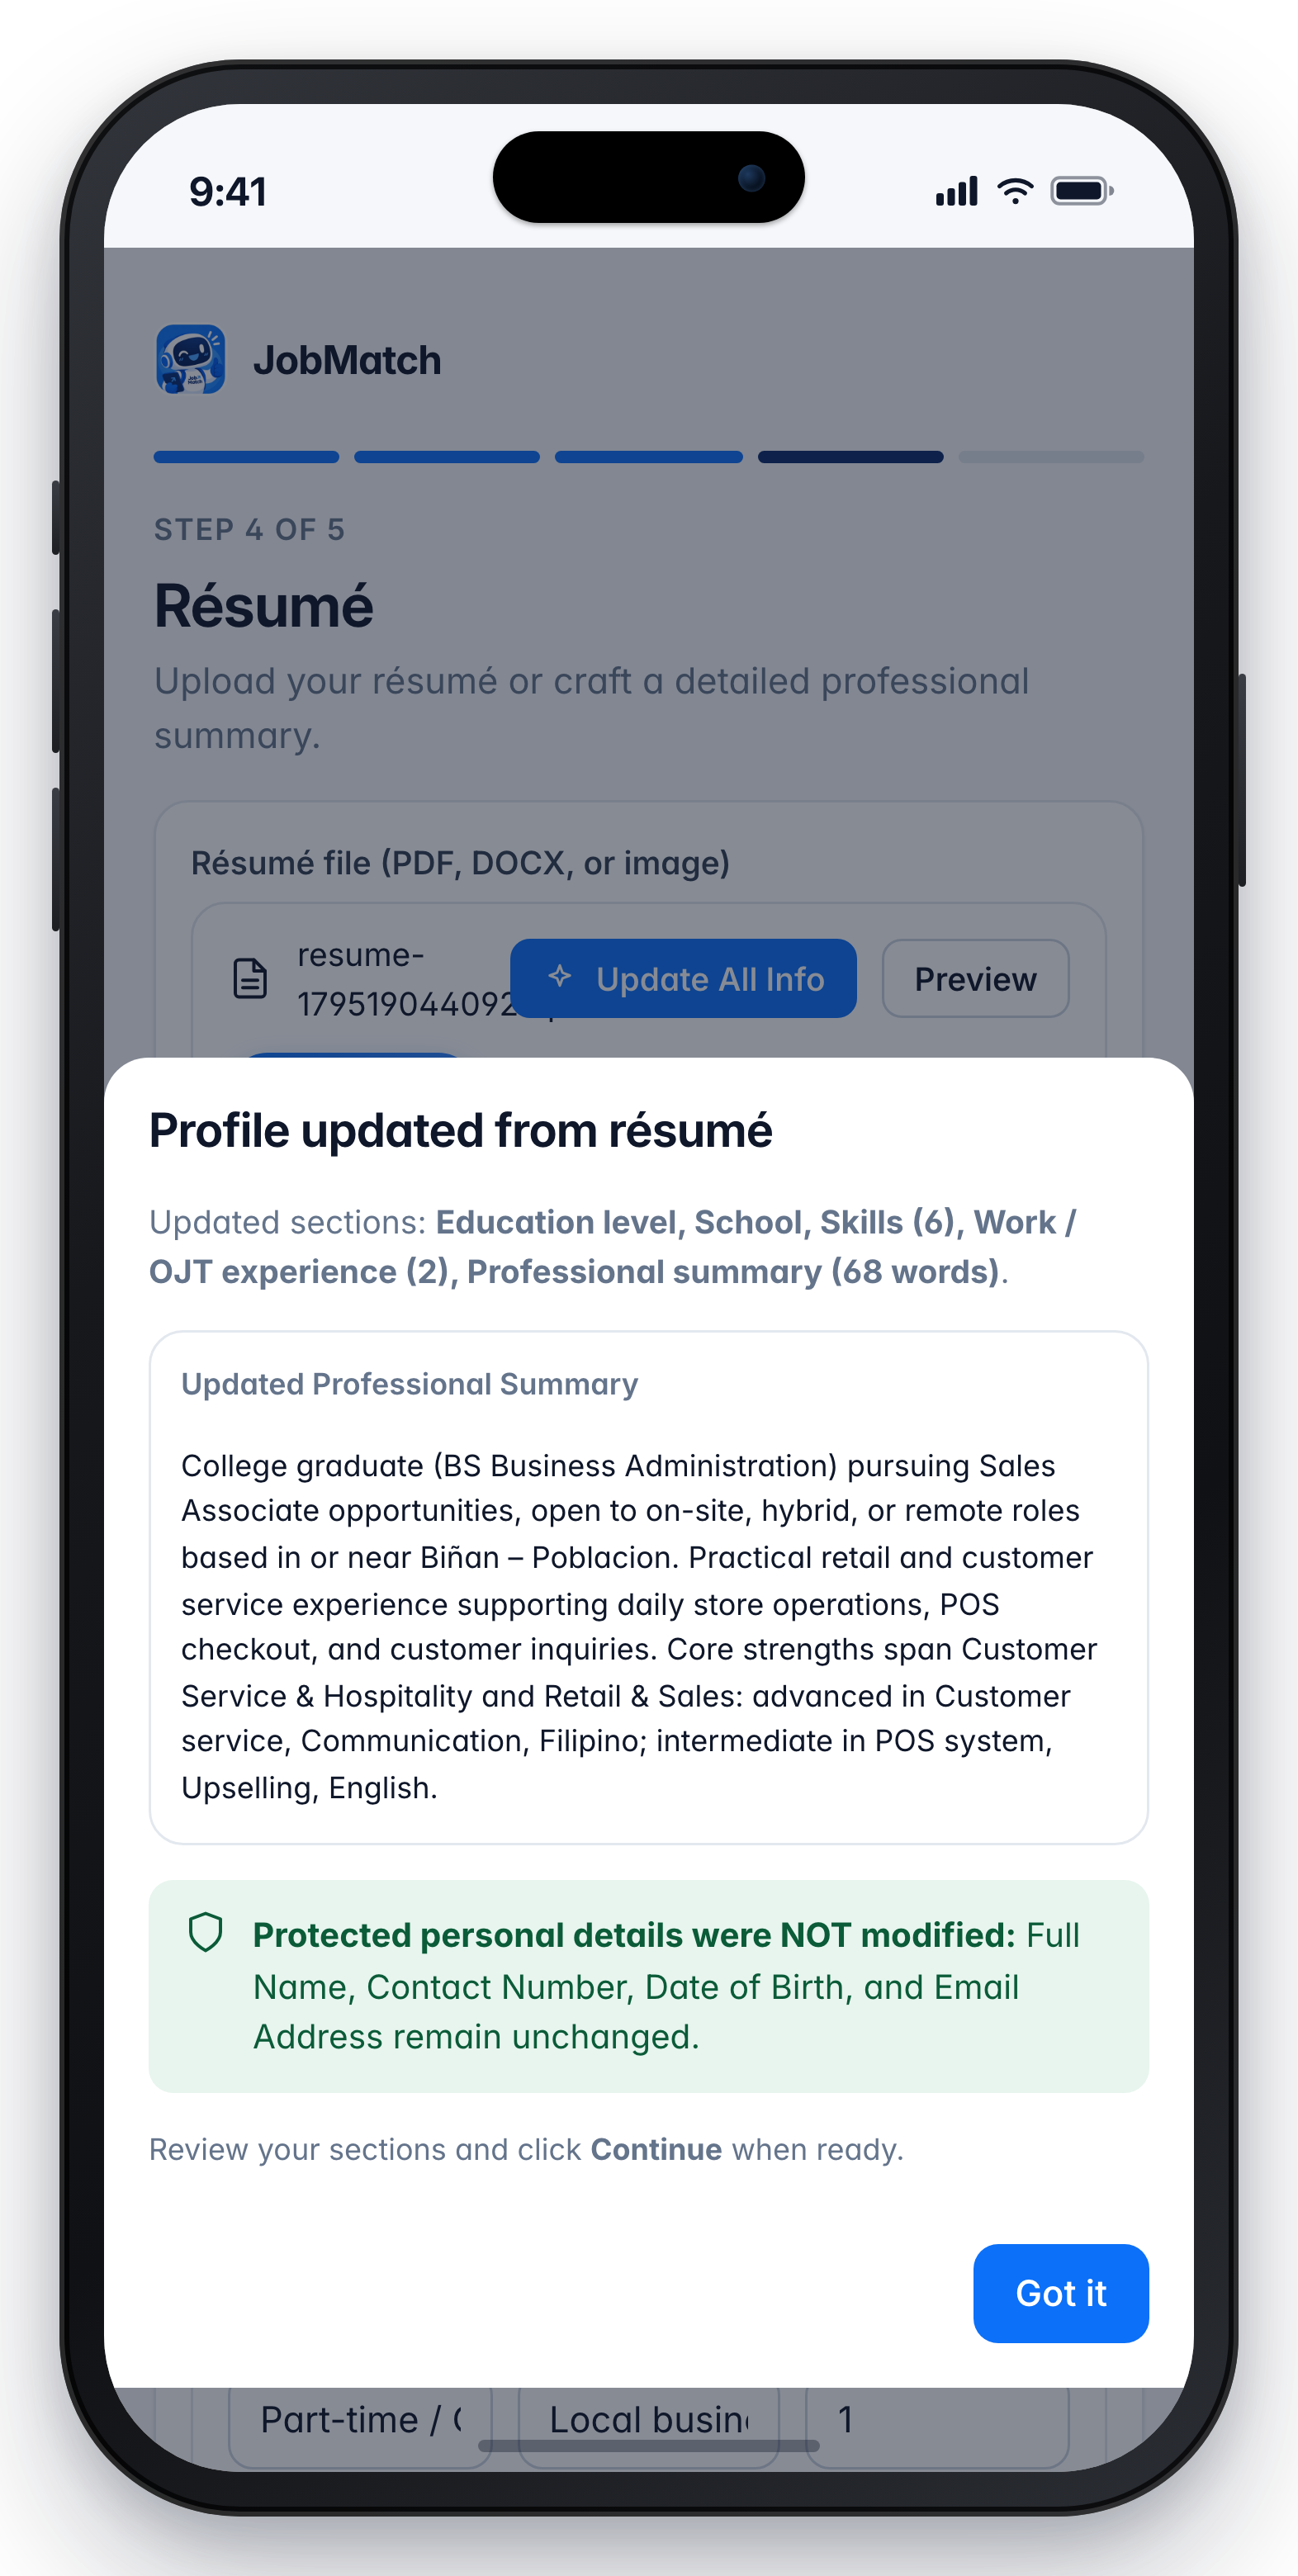 9:41
JobMatch
STEP 4 OF 5
Résumé
Upload your résumé or craft a detailed professional
summary.
Résumé file (PDF, DOCX, or image)
resume-
179519044092
Update All Info
Preview
Profile updated from résumé
Updated sections: Education level, School, Skills (6), Work /
OJT experience (2), Professional summary (68 words).
Updated Professional Summary
College graduate (BS Business Administration) pursuing Sales
Associate opportunities, open to on-site, hybrid, or remote roles
based in or near Biñan – Poblacion. Practical retail and customer
service experience supporting daily store operations, POS
checkout, and customer inquiries. Core strengths span Customer
Service & Hospitality and Retail & Sales: advanced in Customer
service, Communication, Filipino; intermediate in POS system,
Upselling, English.
Protected personal details were NOT modified: Full
Name, Contact Number, Date of Birth, and Email
Address remain unchanged.
Review your sections and click Continue when ready.
Got it
Part-time /
Local busin
1